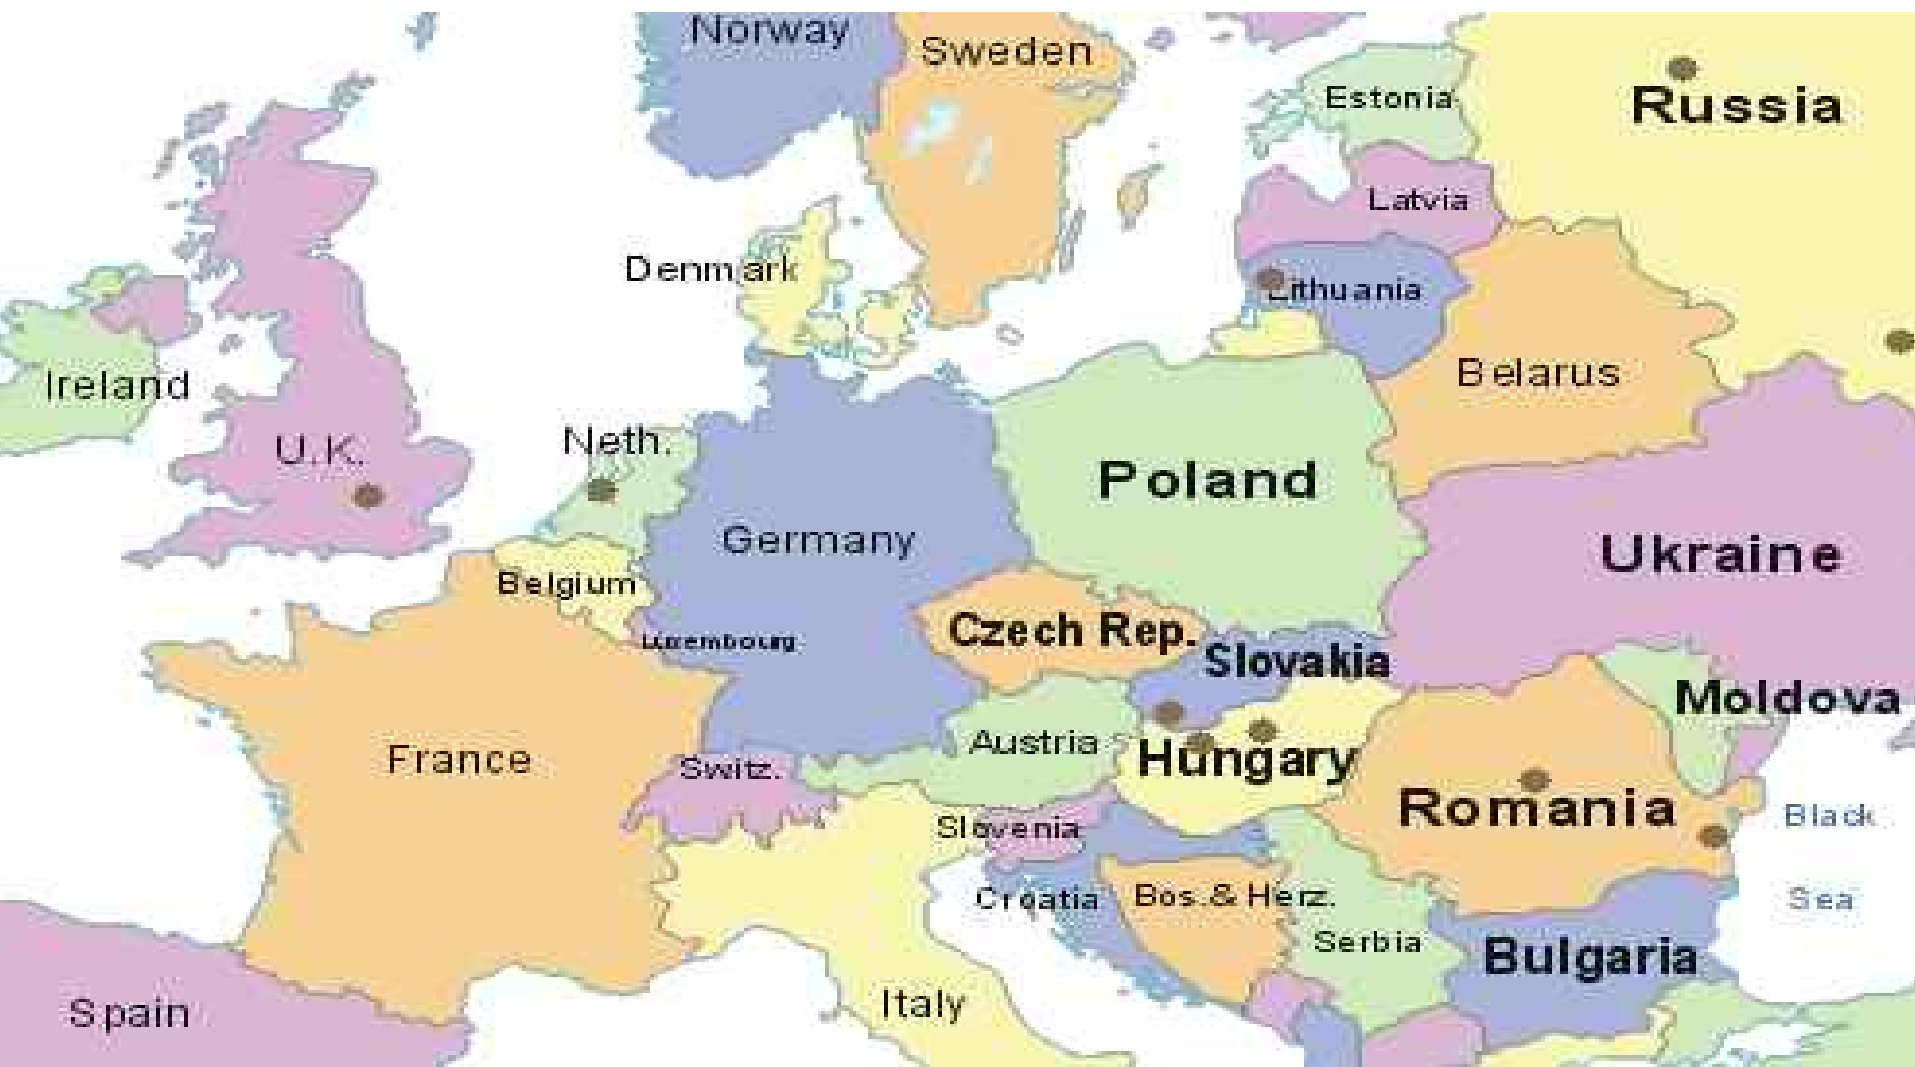 Norway
Sweden
Estonia
Russia
Latvia
Denmark
Lithuania
Ireland
Belarus
U.K.
Neth.
Poland
Germany
Ukraine
Belgium
Czech Rep.
Luxembourg
Slovakia
Moldova
France
Austria
Switz.
Hungary
Romania
Black
Slovenia
Croatia
Bos.& Herz.
Sea
Serbia
Bulgaria
Italy
Spain